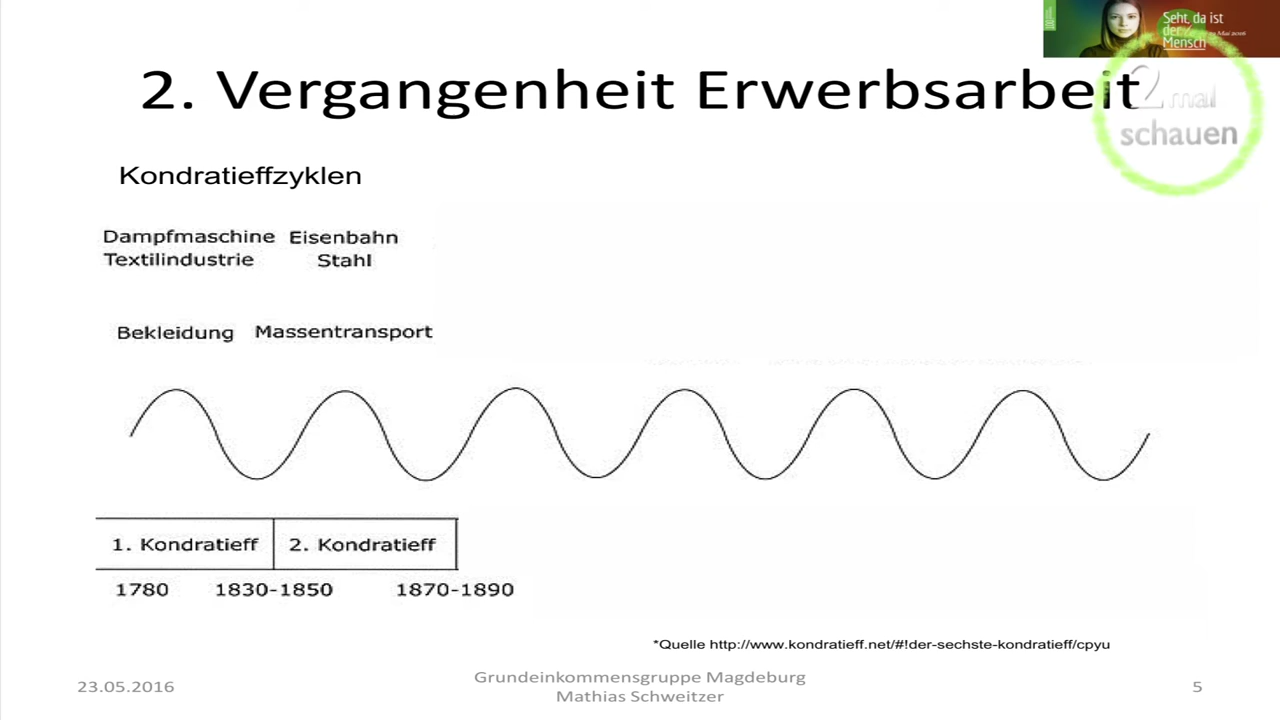 Seht, da ist
der
Mensch
2 mal
schauen
2. Vergangenheit Erwerbsarbeit
Kondratieffzyklen
Dampfmaschine Eisenbahn
Textilindustrie Stahl
Bekleidung Massentransport
1. Kondratieff 2. Kondratieff
1780 1830-1850 1870-1890
*Quelle http://www.kondratieff.net/#!der-sechste-kondratieff/cpyu
23.05.2016
Grundeinkommensgruppe Magdeburg
Mathias Schweitzer
5